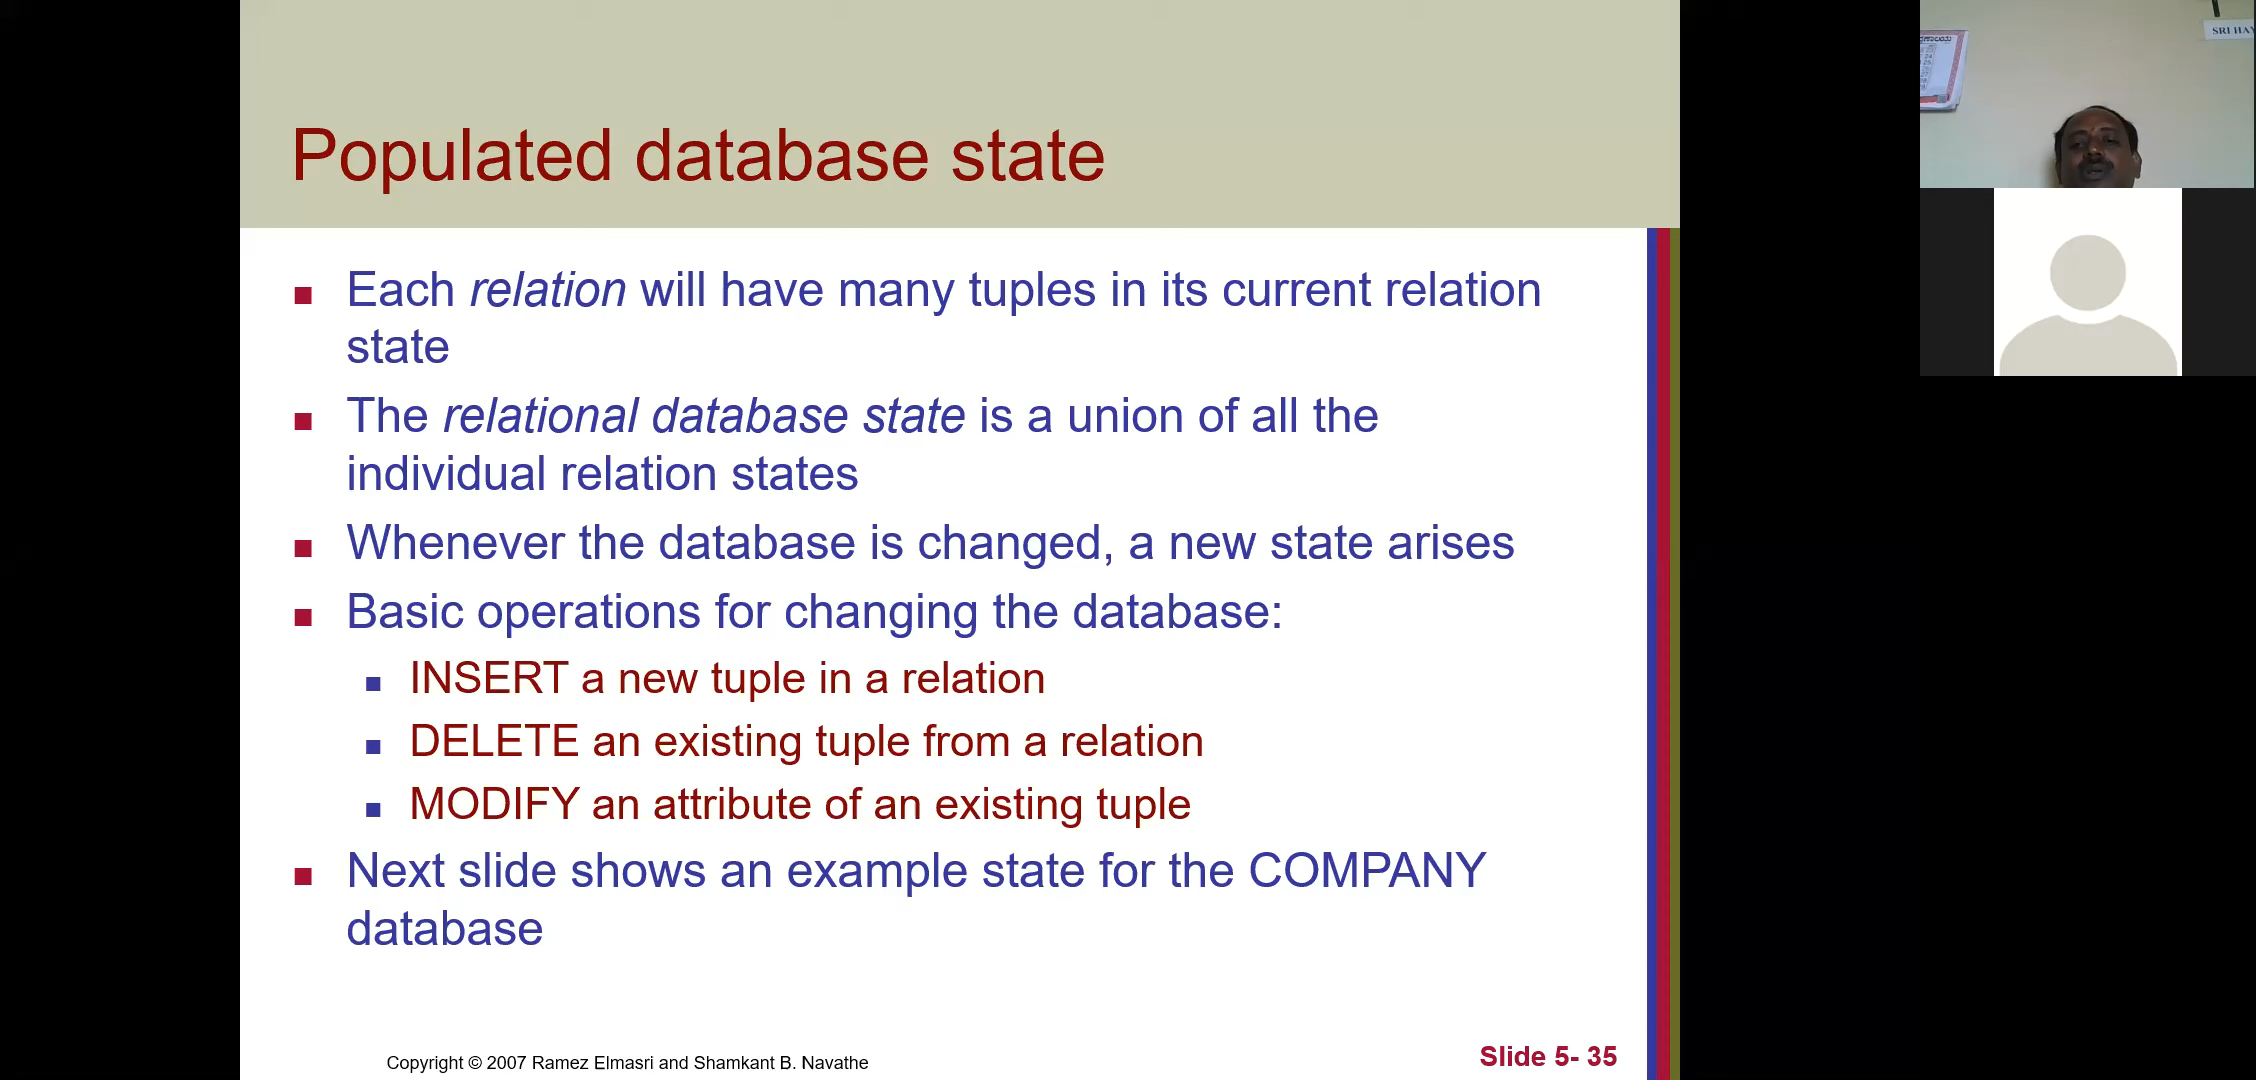 Populated database state
Each relation will have many tuples in its current relation
state
The relational database state is a union of all the
individual relation states
Whenever the database is changed, a new state arises
Basic operations for changing the database:
INSERT a new tuple in a relation
DELETE an existing tuple from a relation
MODIFY an attribute of an existing tuple
Next slide shows an example state for the COMPANY
database
Copyright © 2007 Ramez Elmasri and Shamkant B. Navathe
Slide 5- 35
SRI HAY